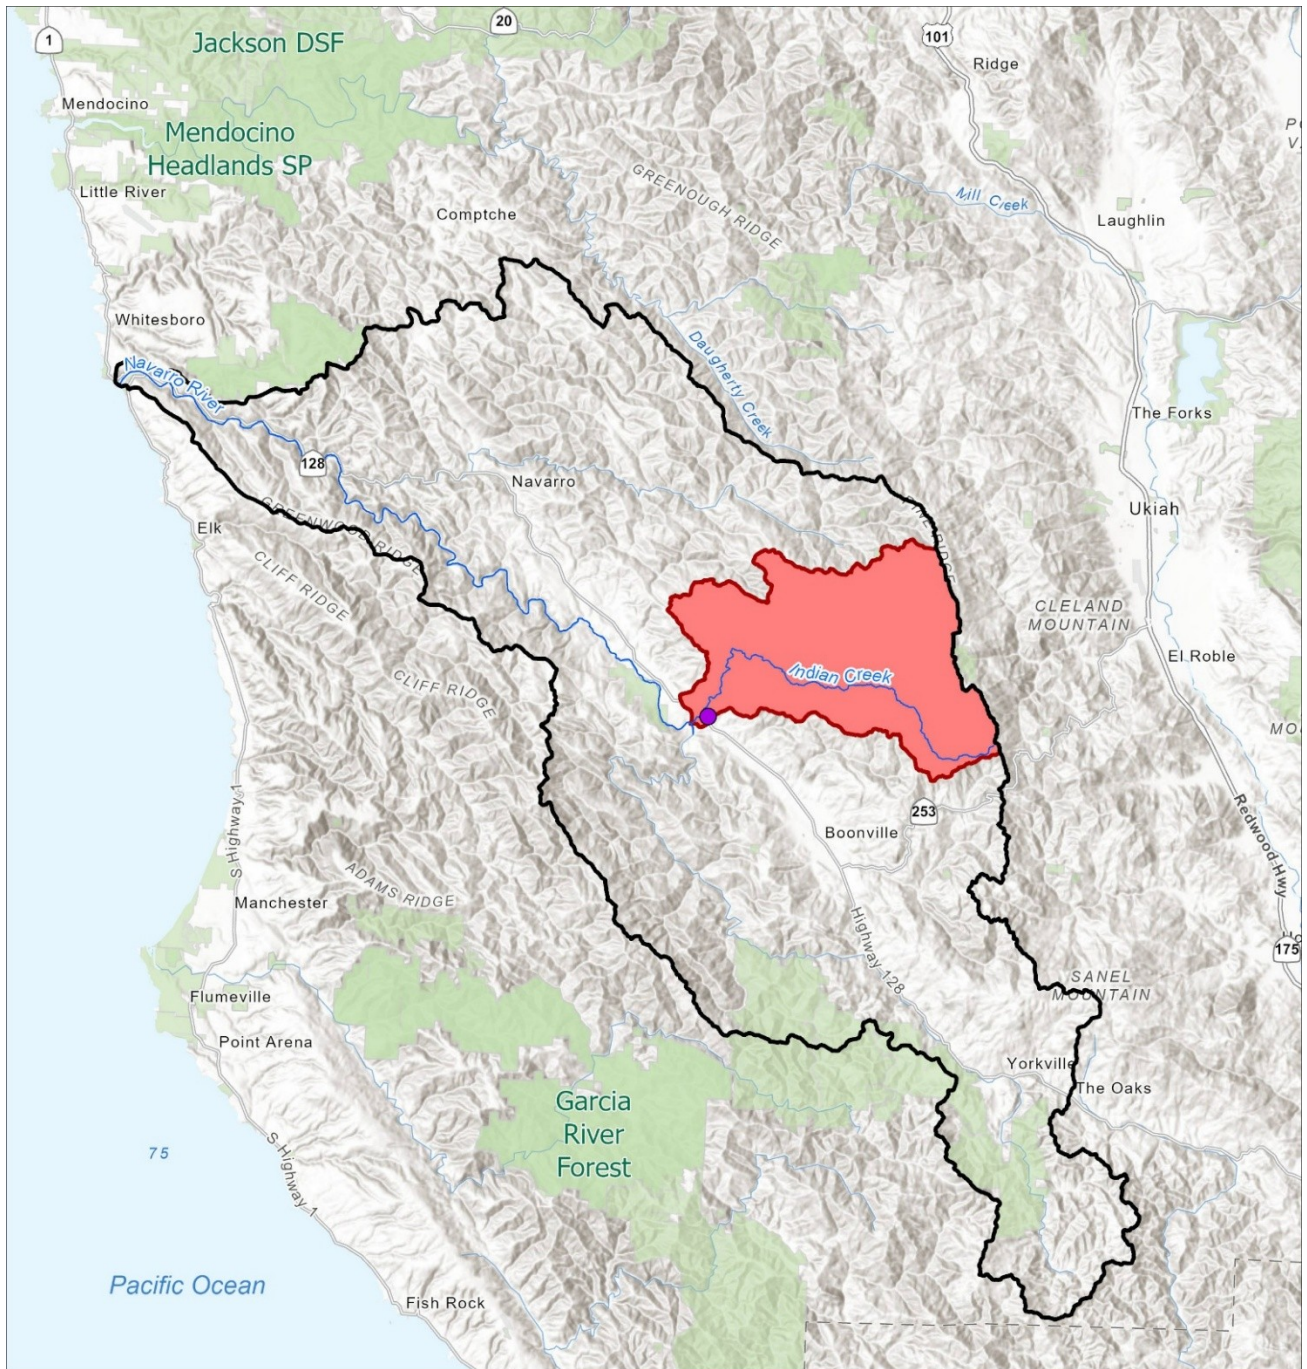 20
1
Jackson DSF
101
Ridge
Mendocino
Mendocino
Headlands SP
Little River
GREENOUGH RIDGE
Mill Creek
Comptche
Laughlin
Whitesboro
Navarro River
Daugherty Creek
The Forks
128
Navarro
GREENWOOD RIDGE
Elk
Ukiah
CLIFF RIDGE
CLELAND
MOUNTAIN
El Roble
CLIFF RIDGE
Indian Creek
S Highway 1
253
Boonville
Redwood Hwy
ADAMS RIDGE
Manchester
Highway 128
175
SANEL
MOUNTAIN
Flumeville
Point Arena
Yorkville
The Oaks
Garcia
River
Forest
75
S Highway 1
Pacific Ocean
Fish Rock